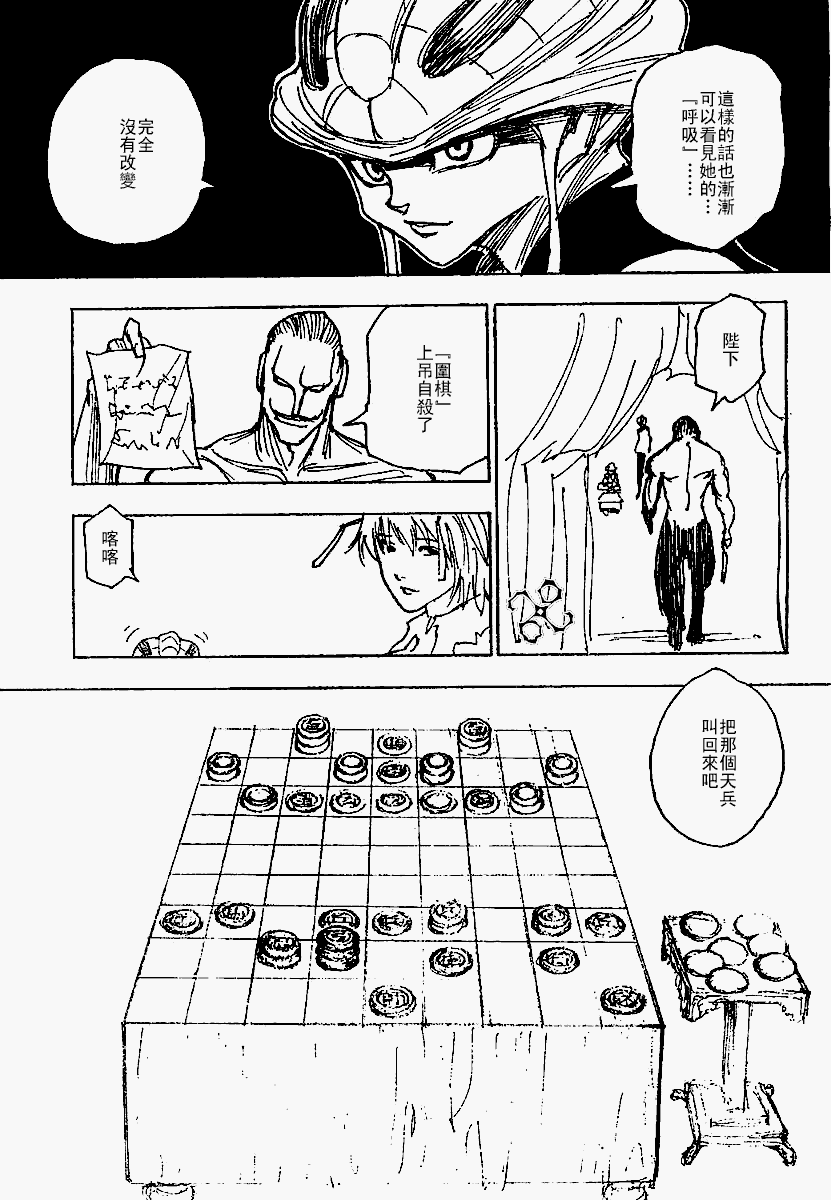 這樣的話也漸漸
可以看見她的…
『呼吸』……
完全
沒有改變
陛下
『圍棋』
上吊自殺了
喀喀
把那個天兵
叫回來吧